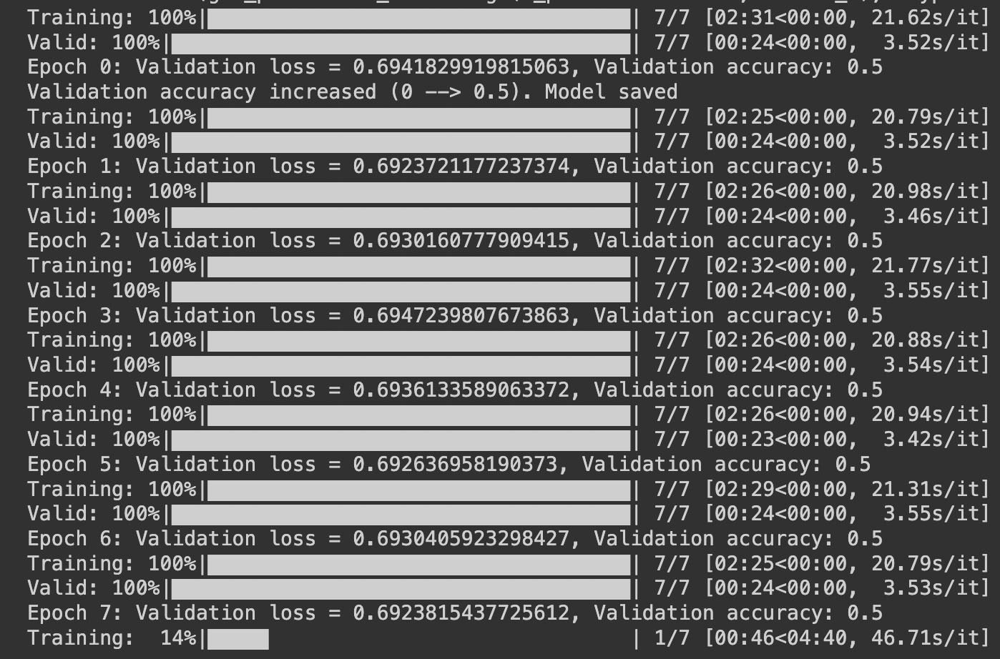 Training: 100%| | 7/7 [02:31<00:00, 21.62s/it]
Valid: 100%| | 7/7 [00:24<00:00,  3.52s/it]
Epoch 0: Validation loss = 0.6941829919815063, Validation accuracy: 0.5
Validation accuracy increased (0 --> 0.5). Model saved
Training: 100%| | 7/7 [02:25<00:00, 20.79s/it]
Valid: 100%| | 7/7 [00:24<00:00,  3.52s/it]
Epoch 1: Validation loss = 0.6923721177237374, Validation accuracy: 0.5
Training: 100%| | 7/7 [02:26<00:00, 20.98s/it]
Valid: 100%| | 7/7 [00:24<00:00,  3.46s/it]
Epoch 2: Validation loss = 0.6930160777909415, Validation accuracy: 0.5
Training: 100%| | 7/7 [02:32<00:00, 21.77s/it]
Valid: 100%| | 7/7 [00:24<00:00,  3.55s/it]
Epoch 3: Validation loss = 0.6947239807673863, Validation accuracy: 0.5
Training: 100%| | 7/7 [02:26<00:00, 20.88s/it]
Valid: 100%| | 7/7 [00:24<00:00,  3.54s/it]
Epoch 4: Validation loss = 0.6936133589063372, Validation accuracy: 0.5
Training: 100%| | 7/7 [02:26<00:00, 20.94s/it]
Valid: 100%| | 7/7 [00:23<00:00,  3.42s/it]
Epoch 5: Validation loss = 0.692636958190373, Validation accuracy: 0.5
Training: 100%| | 7/7 [02:29<00:00, 21.31s/it]
Valid: 100%| | 7/7 [00:24<00:00,  3.55s/it]
Epoch 6: Validation loss = 0.6930405923298427, Validation accuracy: 0.5
Training: 100%| | 7/7 [02:25<00:00, 20.79s/it]
Valid: 100%| | 7/7 [00:24<00:00,  3.53s/it]
Epoch 7: Validation loss = 0.6923815437725612, Validation accuracy: 0.5
Training:  14%| | 1/7 [00:46<04:40, 46.71s/it]